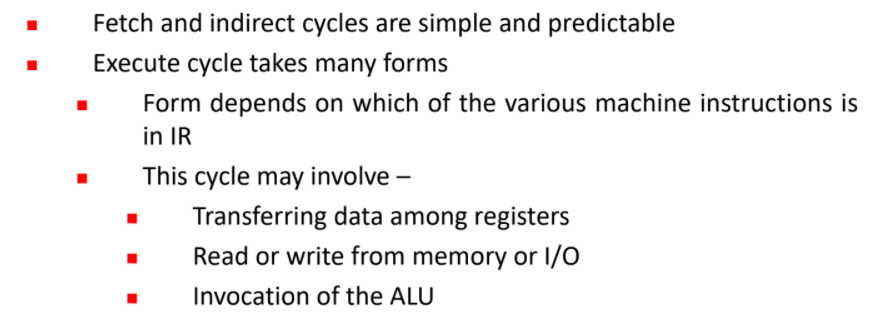 Fetch and indirect cycles are simple and predictable
Execute cycle takes many forms
Form depends on which of the various machine instructions is
in IR
This cycle may involve –
Transferring data among registers
Read or write from memory or I/O
Invocation of the ALU